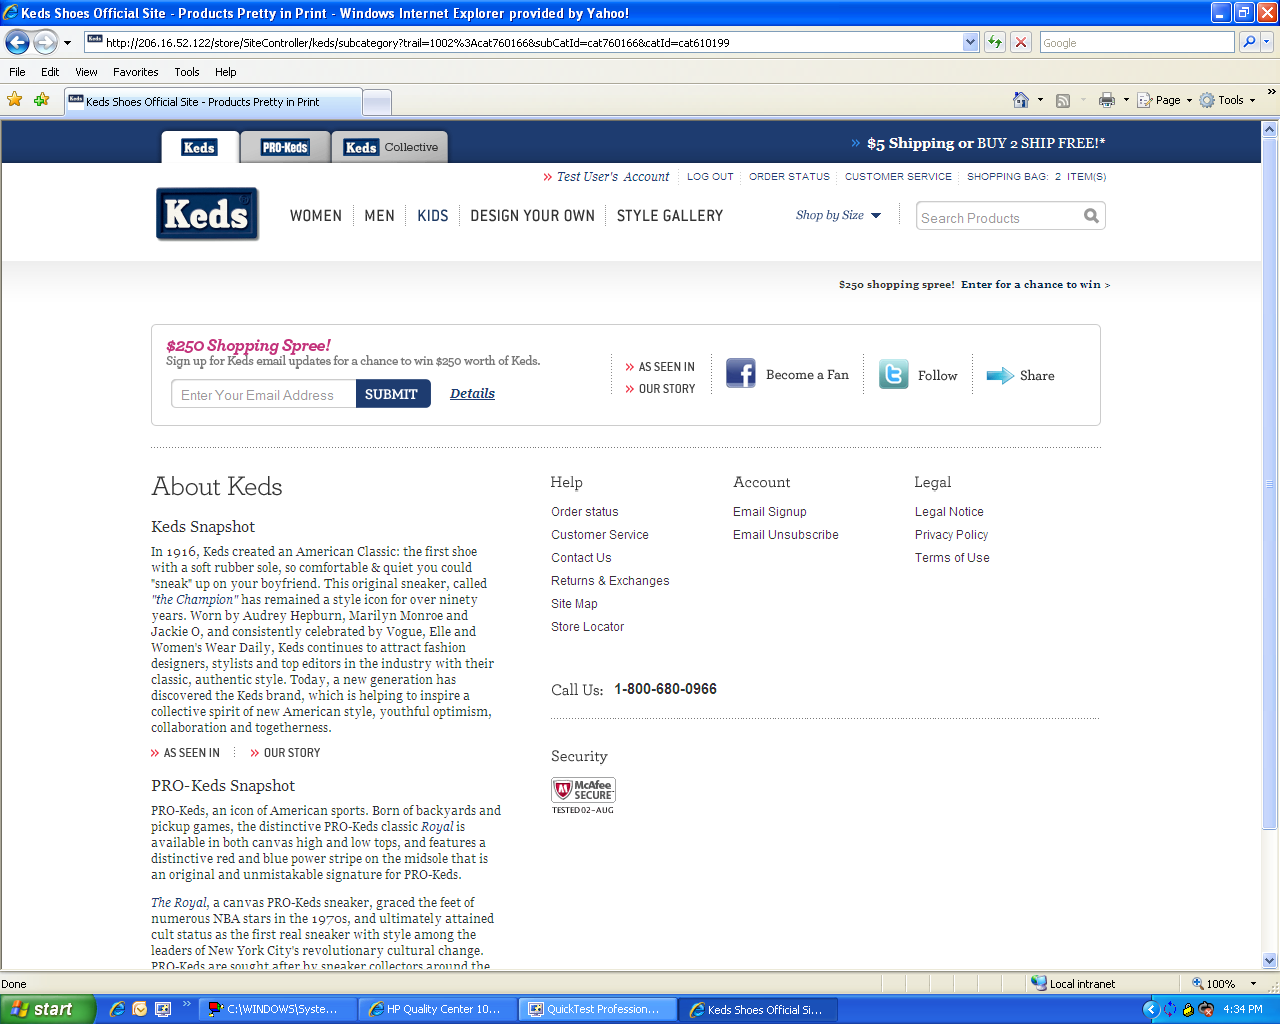 Keds Shoes Official Site - Products Pretty in Print - Windows Internet Explorer provided by Yahoo!
http://206.16.52.122/store/SiteController/keds/subcategory?trail=1002%3Acat760166&subCatId=cat760166&catId=cat610199
Google
File Edit View Favorites Tools Help
Keds Shoes Official Site - Products Pretty in Print
Page Tools
Keds PRO-Keds Keds Collective
» $5 Shipping or BUY 2 SHIP FREE!*
» Test User's Account LOG OUT ORDER STATUS CUSTOMER SERVICE SHOPPING BAG: 2 ITEM(S)
Keds
WOMEN MEN KIDS DESIGN YOUR OWN STYLE GALLERY
Shop by Size
Search Products
$250 shopping spree! Enter for a chance to win >
$250 Shopping Spree!
Sign up for Keds email updates for a chance to win $250 worth of Keds.
Enter Your Email Address SUBMIT Details
» AS SEEN IN
» OUR STORY
Become a Fan
Follow
Share
About Keds
Keds Snapshot
In 1916, Keds created an American Classic: the first shoe
with a soft rubber sole, so comfortable & quiet you could
"sneak" up on your boyfriend. This original sneaker, called
"the Champion" has remained a style icon for over ninety
years. Worn by Audrey Hepburn, Marilyn Monroe and
Jackie O, and consistently celebrated by Vogue, Elle and
Women's Wear Daily, Keds continues to attract fashion
designers, stylists and top editors in the industry with their
classic, authentic style. Today, a new generation has
discovered the Keds brand, which is helping to inspire a
collective spirit of new American style, youthful optimism,
collaboration and togetherness.
» AS SEEN IN » OUR STORY
PRO-Keds Snapshot
PRO-Keds, an icon of American sports. Born of backyards and
pickup games, the distinctive PRO-Keds classic Royal is
available in both canvas high and low tops, and features a
distinctive red and blue power stripe on the midsole that is
an original and unmistakable signature for PRO-Keds.
The Royal, a canvas PRO-Keds sneaker, graced the feet of
numerous NBA stars in the 1970s, and ultimately attained
cult status as the first real sneaker with style among the
leaders of New York City's revolutionary cultural change.
PRO-Keds are sought after by sneaker collectors around the
Help
Order status
Customer Service
Contact Us
Returns & Exchanges
Site Map
Store Locator
Account
Email Signup
Email Unsubscribe
Legal
Legal Notice
Privacy Policy
Terms of Use
Call Us: 1-800-680-0966
Security
McAfee
SECURE
TESTED 02-AUG
Done
Local intranet
100%
start
C:\WINDOWS\Syste...
HP Quality Center 10...
QuickTest Profession...
Keds Shoes Official Si...
4:34 PM